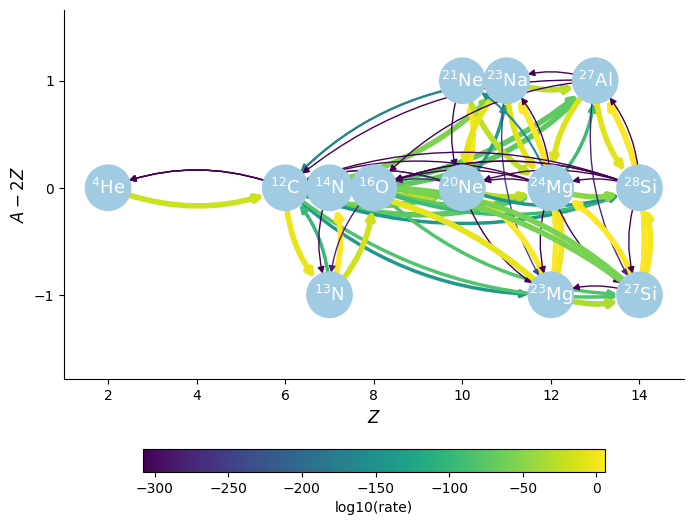 A − 2Z
1
0
−1
²¹Ne ²³Na ²⁷Al
⁴He ¹²C ¹⁴N ¹⁶O ²⁰Ne ²⁴Mg ²⁸Si
¹³N ²³Mg ²⁷Si
2 4 6 8 10 12 14
Z
−300 −250 −200 −150 −100 −50 0
log10(rate)